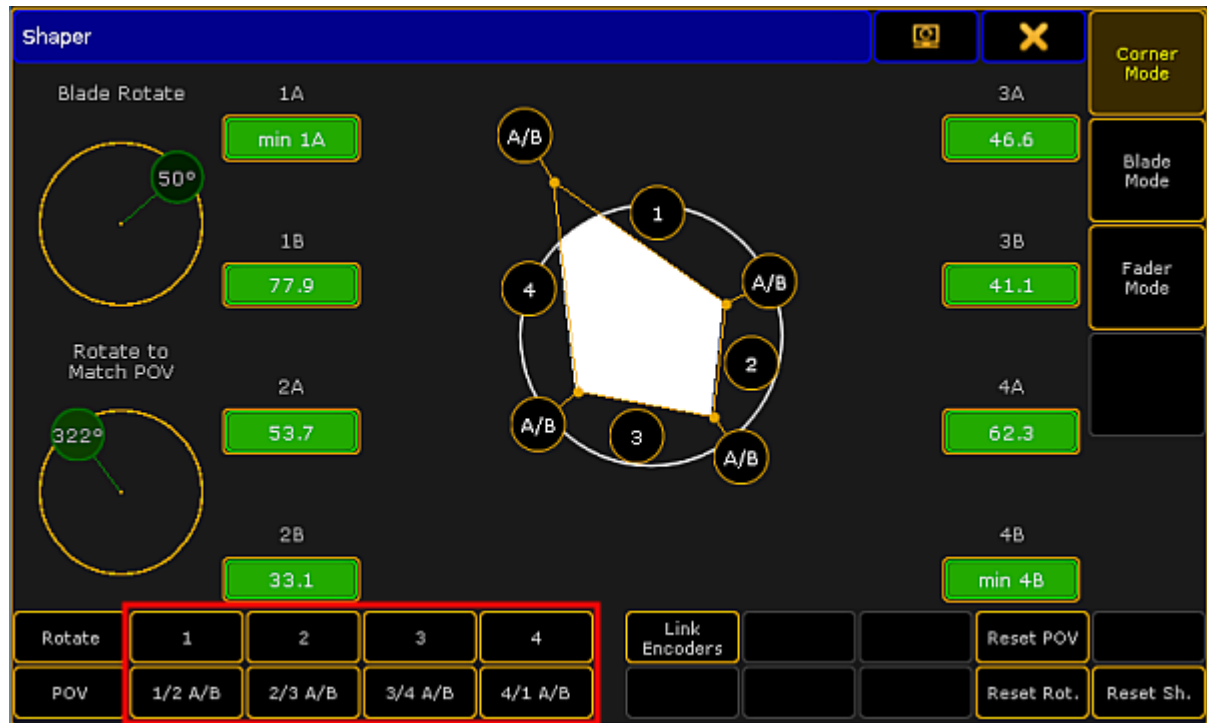 Shaper
Corner
Mode
Blade Rotate
1A
3A
min 1A
A/B
46.6
Blade
Mode
50°
1
1B
3B
Fader
Mode
77.9
4
A/B
41.1
Rotate to
Match POV
2
2A
4A
322°
53.7
A/B
3
A/B
62.3
2B
4B
33.1
min 4B
Rotate
1
2
3
4
Link
Encoders
Reset POV
POV
1/2 A/B
2/3 A/B
3/4 A/B
4/1 A/B
Reset Rot.
Reset Sh.